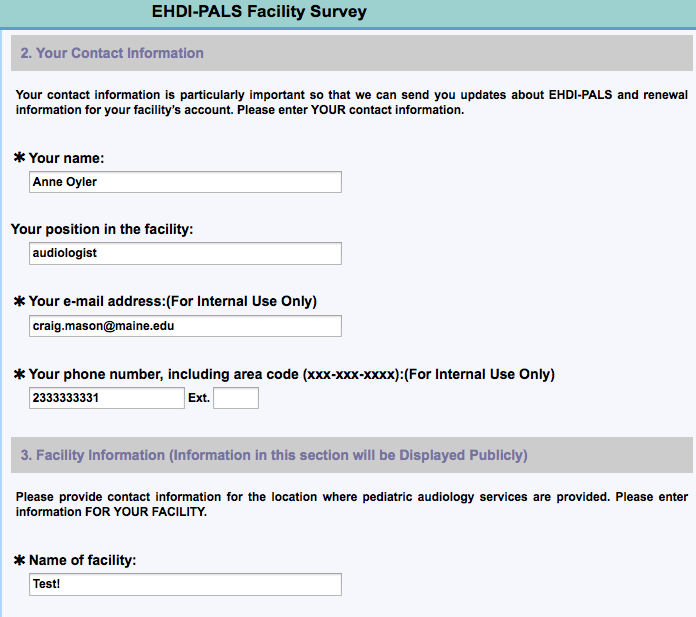 EHDI-PALS Facility Survey
2. Your Contact Information
Your contact information is particularly important so that we can send you updates about EHDI-PALS and renewal
information for your facility's account. Please enter YOUR contact information.
✱ Your name:
Anne Oyler
Your position in the facility:
audiologist
✱ Your e-mail address:(For Internal Use Only)
craig.mason@maine.edu
✱ Your phone number, including area code (xxx-xxx-xxxx):(For Internal Use Only)
2333333331 Ext.
3. Facility Information (Information in this section will be Displayed Publicly)
Please provide contact information for the location where pediatric audiology services are provided. Please enter
information FOR YOUR FACILITY.
✱ Name of facility:
Test!